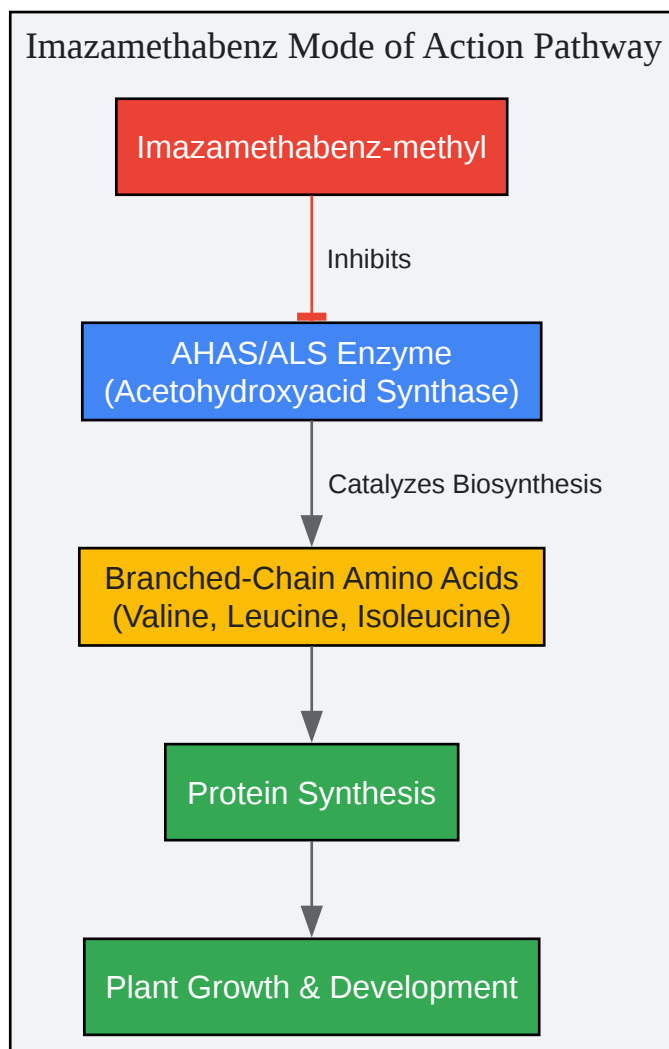 Imazamethabenz Mode of Action Pathway
Imazamethabenz-methyl
Inhibits
AHAS/ALS Enzyme
(Acetohydroxyacid Synthase)
Catalyzes Biosynthesis
Branched-Chain Amino Acids
(Valine, Leucine, Isoleucine)
Protein Synthesis
Plant Growth & Development